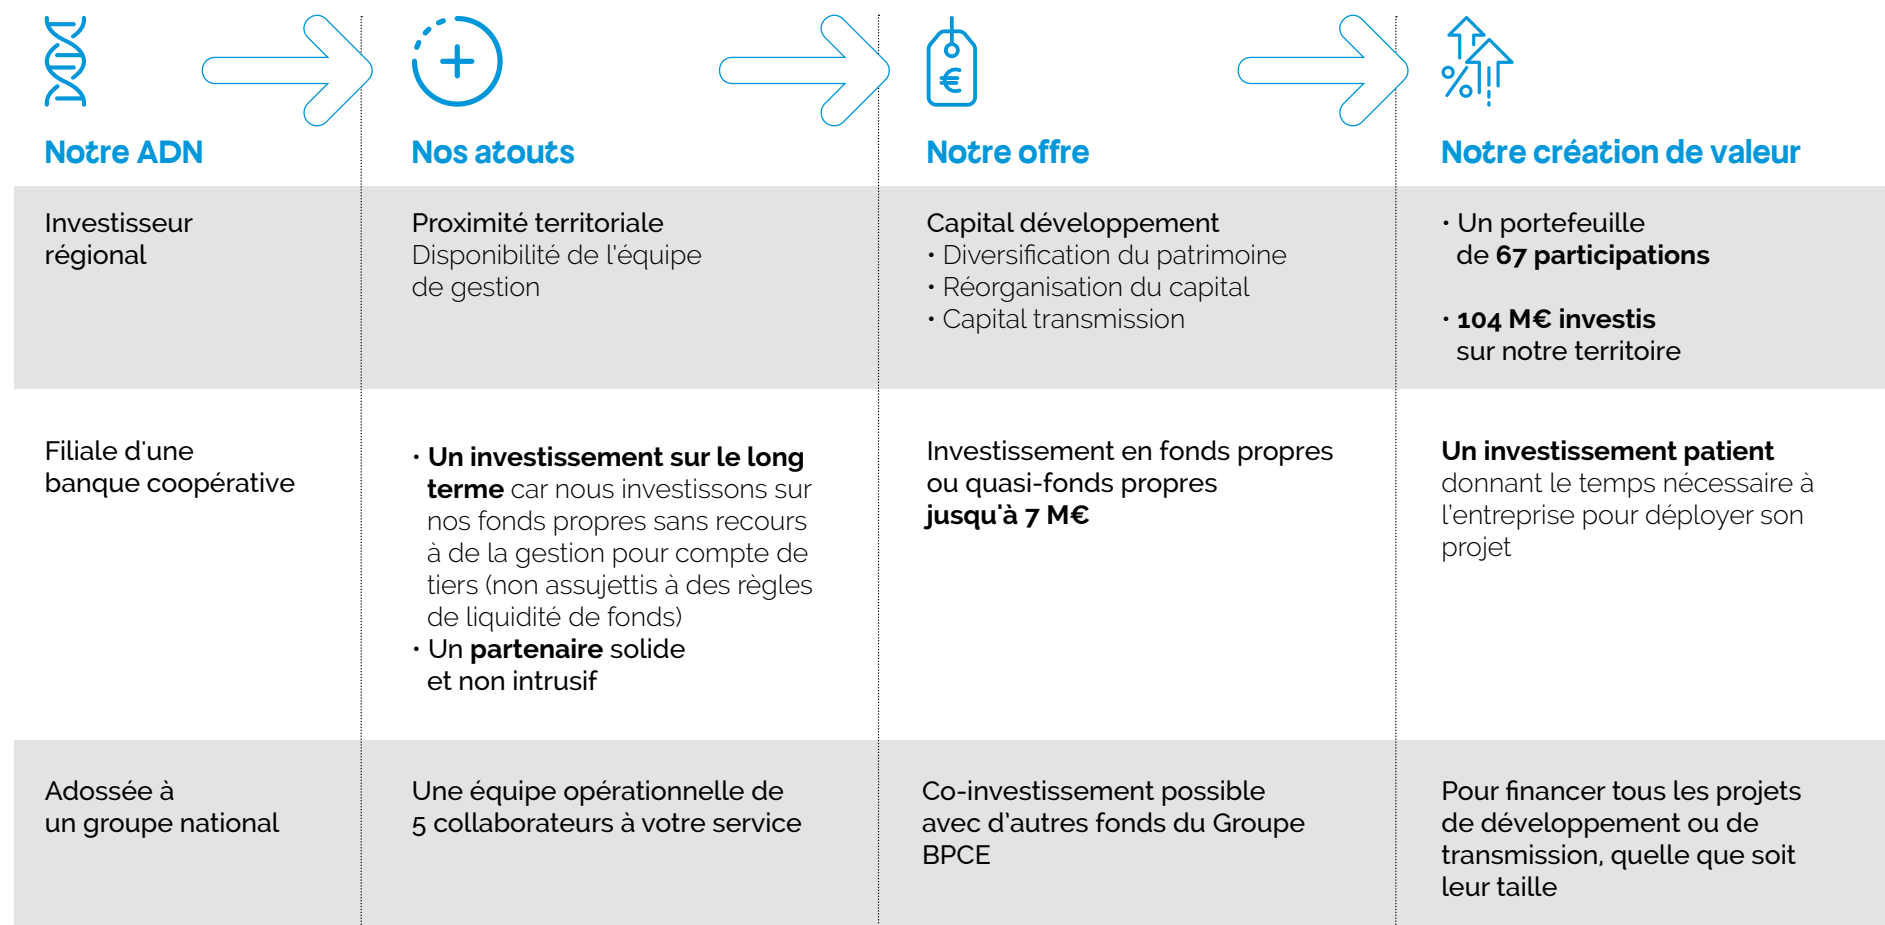 Notre ADN
Nos atouts
Notre offre
Notre création de valeur
Investisseur
régional
Proximité territoriale
Disponibilité de l'équipe
de gestion
Capital développement
• Diversification du patrimoine
• Réorganisation du capital
• Capital transmission
• Un portefeuille
de 67 participations
• 104 M€ investis
sur notre territoire
Filiale d'une
banque coopérative
• Un investissement sur le long
terme car nous investissons sur
nos fonds propres sans recours
à de la gestion pour compte de
tiers (non assujettis à des règles
de liquidité de fonds)
• Un partenaire solide
et non intrusif
Investissement en fonds propres
ou quasi-fonds propres
jusqu'à 7 M€
Un investissement patient
donnant le temps nécessaire à
l'entreprise pour déployer son
projet
Adossée à
un groupe national
Une équipe opérationnelle de
5 collaborateurs à votre service
Co-investissement possible
avec d'autres fonds du Groupe
BPCE
Pour financer tous les projets
de développement ou de
transmission, quelle que soit
leur taille